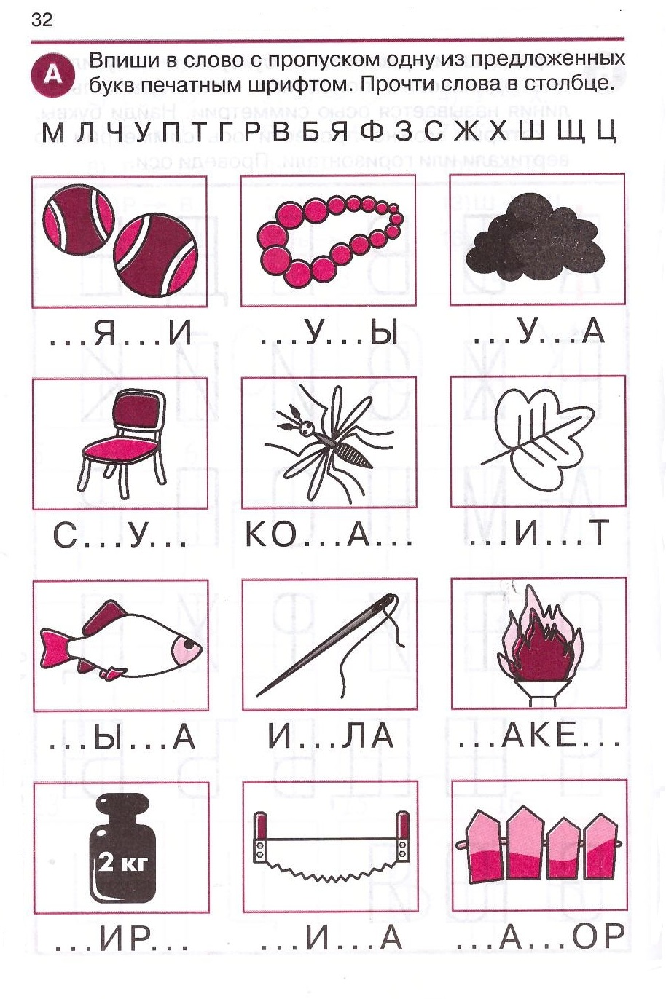 32
А
Впиши в слово с пропуском одну из предложенных
букв печатным шрифтом. Прочти слова в столбце.
М Л Ч У П Т Г Р В Б Я Ф З С Ж Х Ш Щ Ц
...Я...И ...У...Ы ...У...А
С...У... КО...А... ...И...Т
...Ы...А И...ЛА ...АКЕ...
2 кг
...ИР... ...И...А ...А...ОР